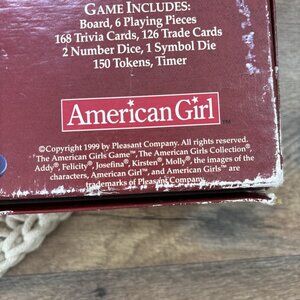 GAME INCLUDES:
Board, 6 Playing Pieces
168 Trivia Cards, 126 Trade Cards
2 Number Dice, 1 Symbol Die
150 Tokens, Timer
American Girl™
©Copyright 1999 by Pleasant Company. All rights reserved.
The American Girls Game™, The American Girls Collection®,
Addy®, Felicity®, Josefina®, Kirsten®, Molly®, the images of the
characters, American Girl™, and American Girls™ are
trademarks of Pleasant Company.